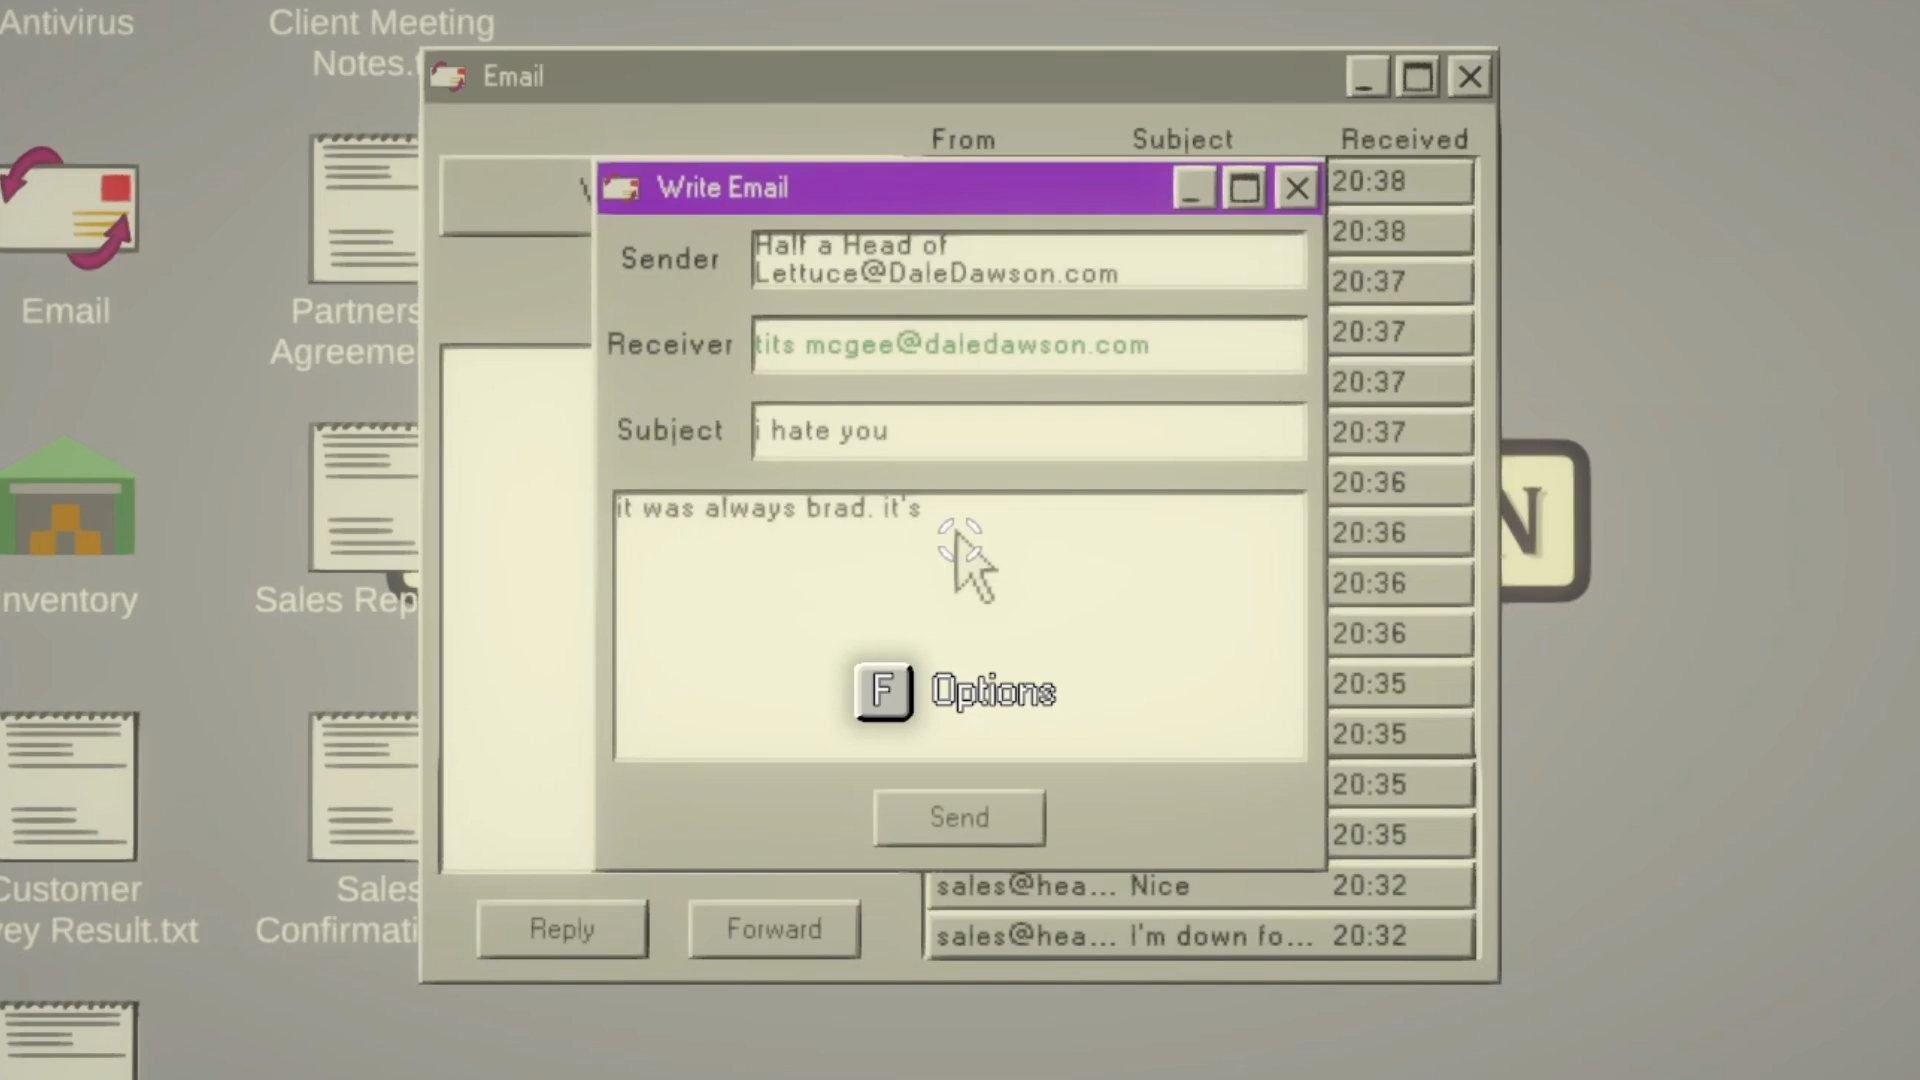 Antivirus
Client Meeting
Notes.t
Email
Email
Partners
Agreeme
nventory
Sales Rep
Customer
vey Result.txt
Sales
Confirmati
From
Subject
Received
Write Email
Sender
Half a Head of
Lettuce@DaleDawson.com
Receiver
tits mcgee@daledawson.com
Subject
i hate you
it was always brad. it's
F
Options
Send
20:38
20:38
20:37
20:37
20:37
20:37
20:36
20:36
20:36
20:36
20:35
20:35
20:35
20:35
sales@hea... Nice 20:32
sales@hea... I'm down fo... 20:32
Reply
Forward
N